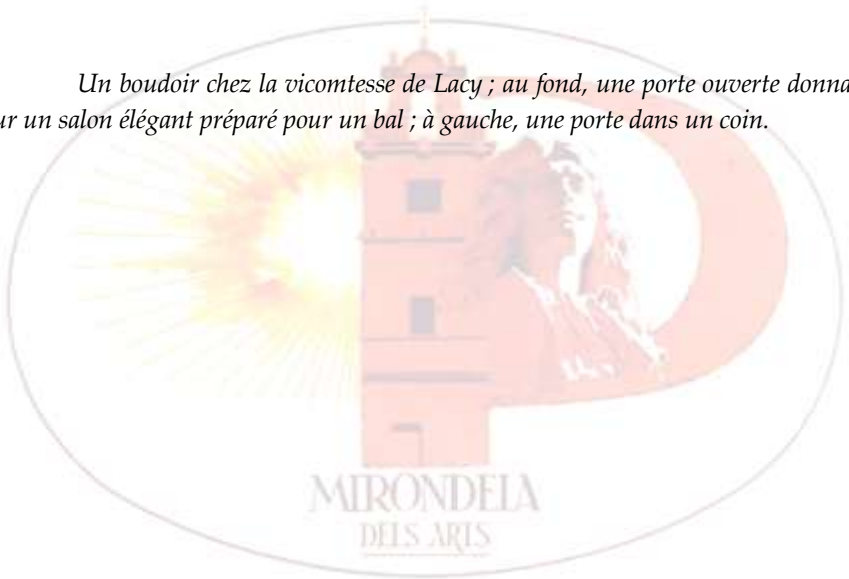 Un boudoir chez la vicomtesse de Lacy ; au fond, une porte ouverte donna
ur un salon élégant préparé pour un bal ; à gauche, une porte dans un coin.
MIRONDELA
DELS ARTS